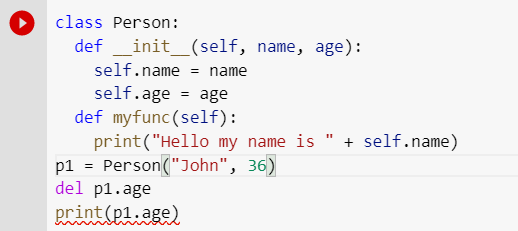 class Person:
  def __init__(self, name, age):
    self.name = name
    self.age = age
  def myfunc(self):
    print("Hello my name is " + self.name)
p1 = Person("John", 36)
del p1.age
print(p1.age)